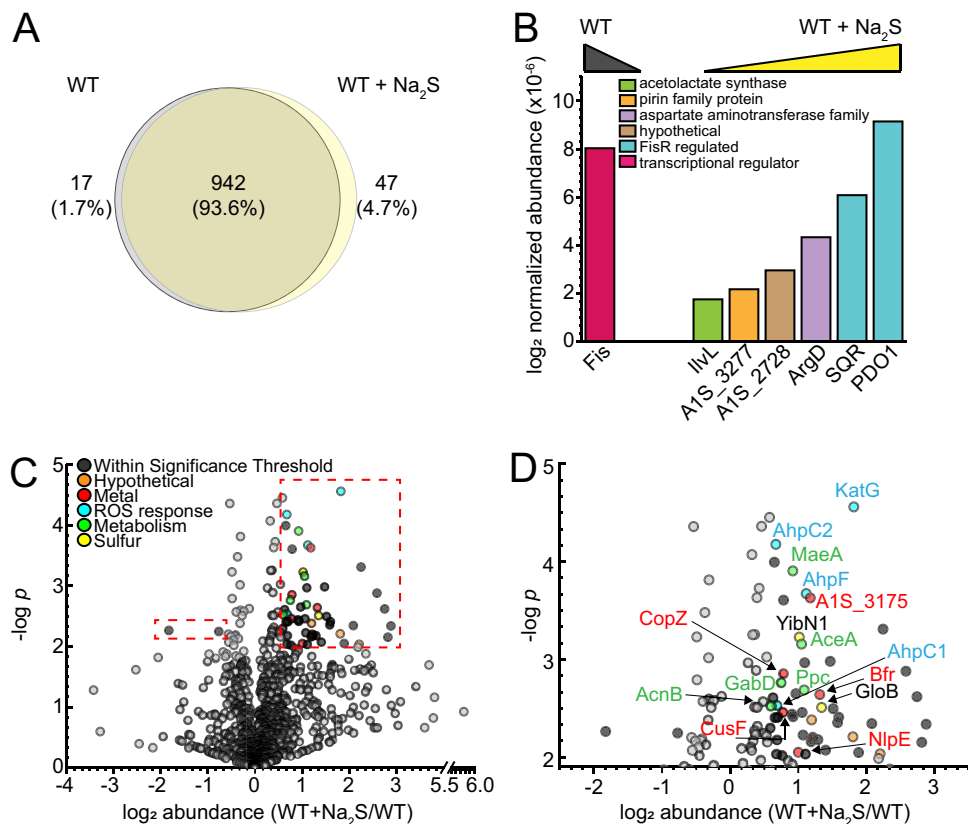 A
WT
WT + Na₂S
17
(1.7%)
942
(93.6%)
47
(4.7%)
B
WT
WT + Na₂S
log₂ normalized abundance (x10⁻⁶)
10
8
6
4
2
0
acetolactate synthase
pirin family protein
aspartate aminotransferase family
hypothetical
FisR regulated
transcriptional regulator
Fis
IlvL
A1S_3277
A1S_2728
ArgD
SQR
PDO1
C
-log p
5
4
3
2
1
0
Within Significance Threshold
Hypothetical
Metal
ROS response
Metabolism
Sulfur
-4
-3
-2
-1
0
1
2
3
5.5
6.0
log₂ abundance (WT+Na₂S/WT)
D
-log p
5
4
3
2
KatG
AhpC2
MaeA
AhpF
A1S_3175
YibN1
CopZ
AceA
AhpC1
GabD
Ppc
Bfr
AcnB
GloB
CusF
NlpE
-2
-1
0
1
2
3
log₂ abundance (WT+Na₂S/WT)